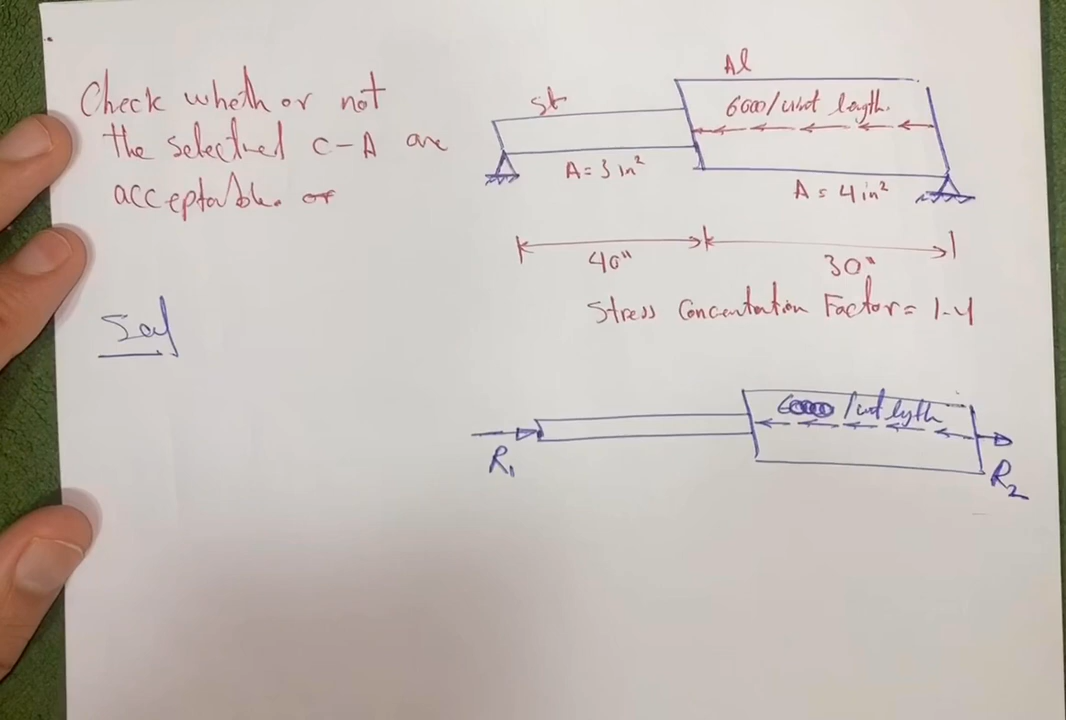 Check whether or not
the selected C-A are
acceptable. or
St
Al
6000/unit length.
A = 3 in²
A = 4 in²
40"
30"
Stress Concentration Factor = 1.4
Sol
/unit length
R₁
R₂